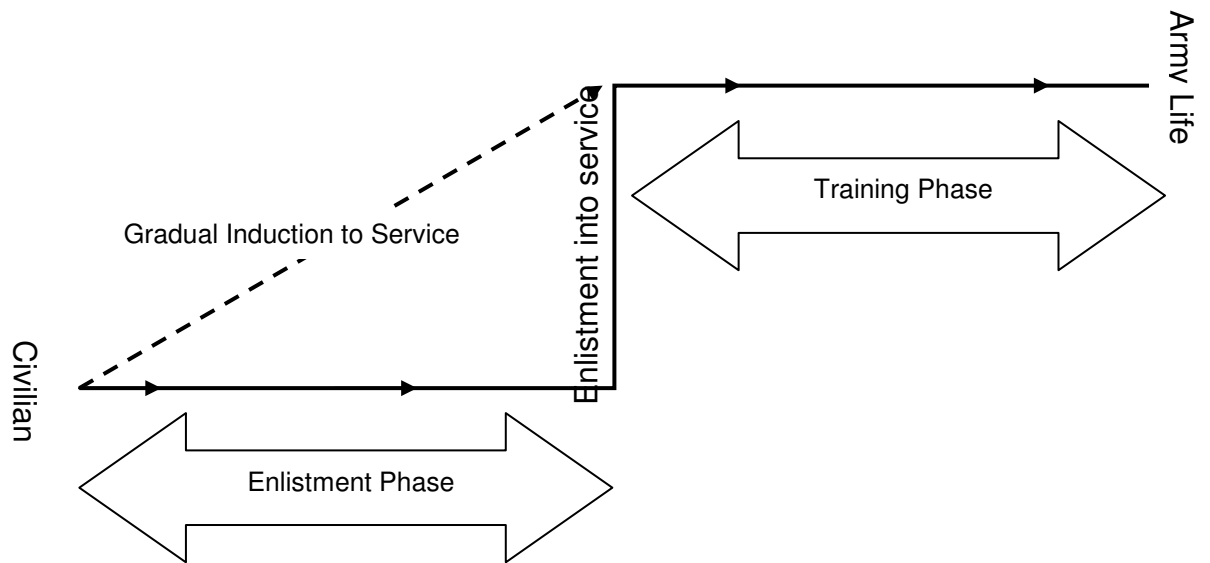 Army Life
Enlistment into service
Training Phase
Gradual Induction to Service
Civilian
Enlistment Phase